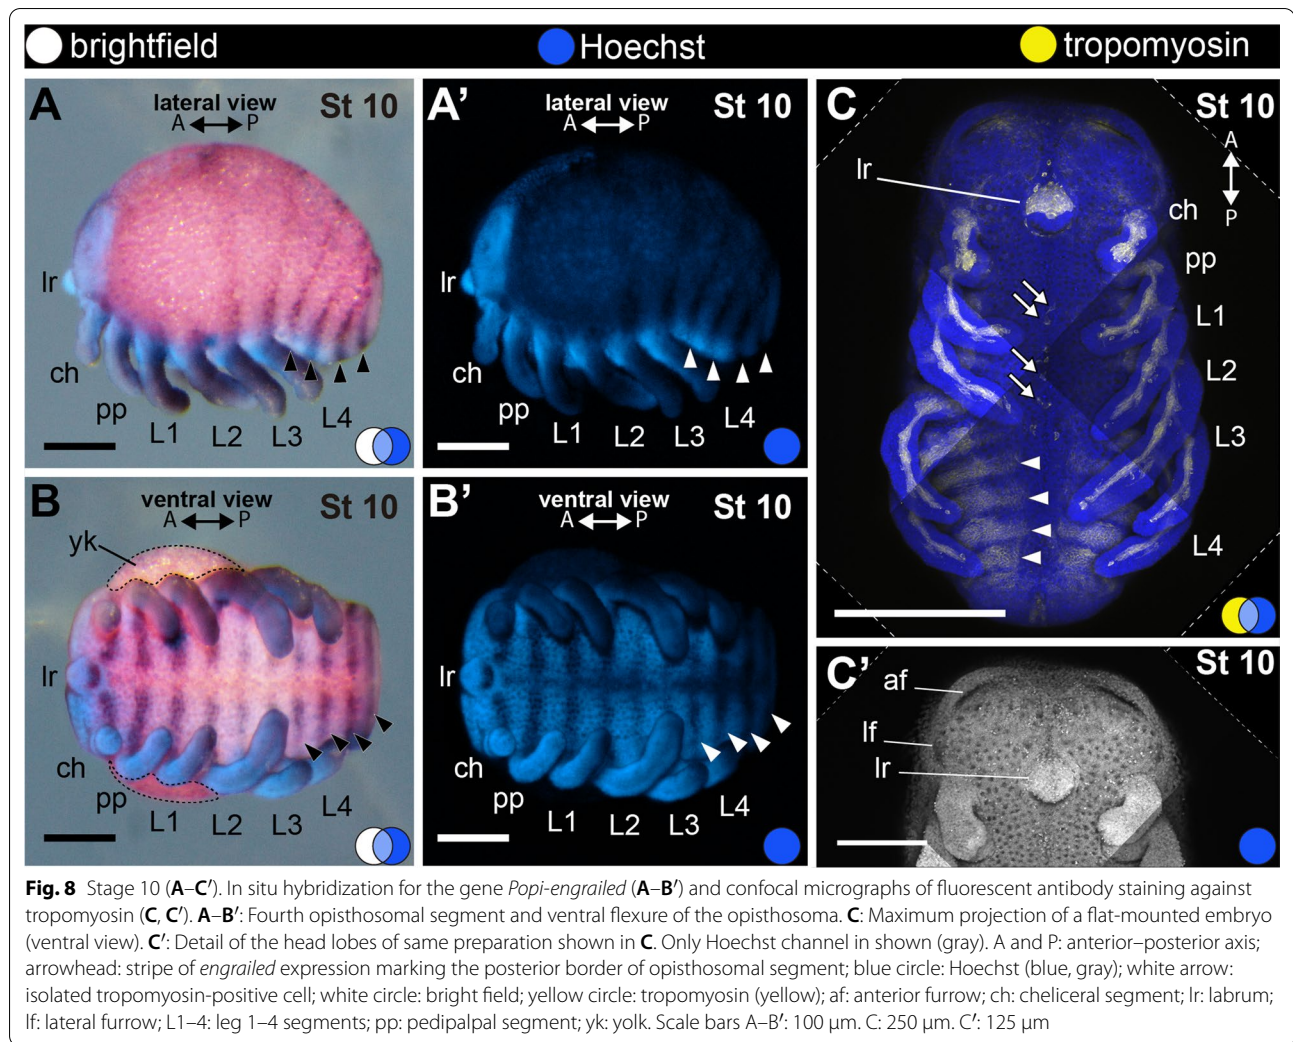 brightfield
Hoechst
tropomyosin
A
lateral view
A P
St 10
lr
ch
pp
L1
L2
L3
L4
A′
lateral view
A P
St 10
lr
ch
pp
L1
L2
L3
L4
B
ventral view
A P
St 10
yk
lr
ch
pp
L1
L2
L3
L4
B′
ventral view
A P
St 10
lr
ch
pp
L1
L2
L3
L4
C
St 10
A
P
lr
ch
pp
L1
L2
L3
L4
C′
St 10
af
lf
lr
Fig. 8 Stage 10 (A–C′). In situ hybridization for the gene Popi-engrailed (A–B′) and confocal micrographs of fluorescent antibody staining against
tropomyosin (C, C′). A–B′: Fourth opisthosomal segment and ventral flexure of the opisthosoma. C: Maximum projection of a flat-mounted embryo
(ventral view). C′: Detail of the head lobes of same preparation shown in C. Only Hoechst channel in shown (gray). A and P: anterior–posterior axis;
arrowhead: stripe of engrailed expression marking the posterior border of opisthosomal segment; blue circle: Hoechst (blue, gray); white arrow:
isolated tropomyosin-positive cell; white circle: bright field; yellow circle: tropomyosin (yellow); af: anterior furrow; ch: cheliceral segment; lr: labrum;
lf: lateral furrow; L1–4: leg 1–4 segments; pp: pedipalpal segment; yk: yolk. Scale bars A–B′: 100 µm. C: 250 µm. C′: 125 µm